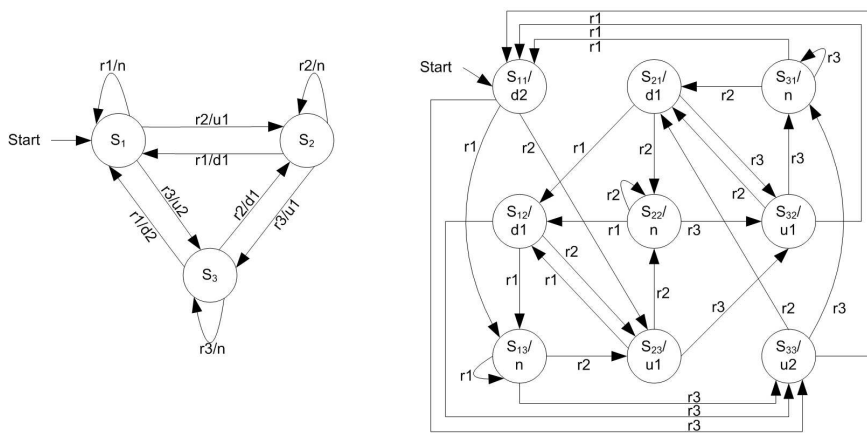 r1/n
r2/n
Start
S1
r2/u1
S2
r1/d1
r3/u2
r1/d2
r2/d1
r3/u1
S3
r3/n
r1
r1
r1
Start
S11/
d2
S21/
d1
S31/
n
r3
r2
r1
r2
r1
r2
r3
r2
r3
S12/
d1
r2
S22/
n
r1
r3
S32/
u1
r2
r1
r1
r2
r3
r2
r3
S13/
n
r1
r2
S23/
u1
S33/
u2
r3
r3
r3